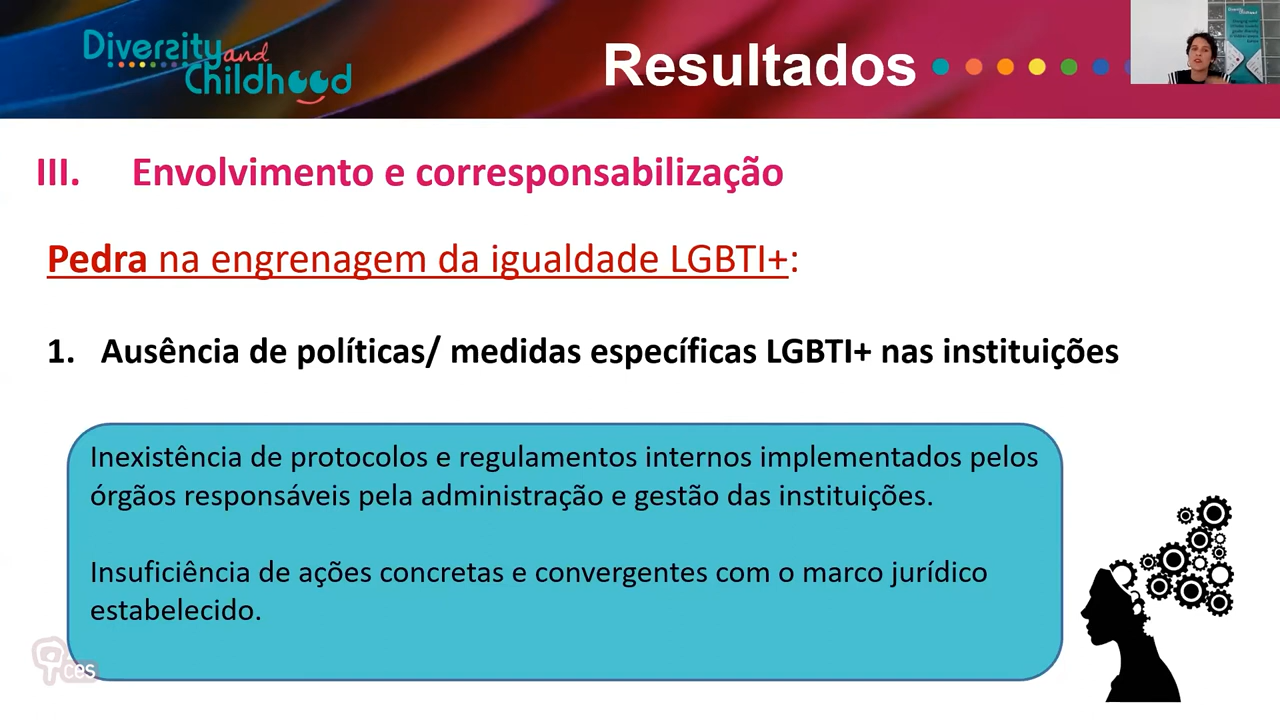 Diversity and
Childhood
Resultados
III. Envolvimento e corresponsabilização
Pedra na engrenagem da igualdade LGBTI+:
1. Ausência de políticas/ medidas específicas LGBTI+ nas instituições
Inexistência de protocolos e regulamentos internos implementados pelos
órgãos responsáveis pela administração e gestão das instituições.
Insuficiência de ações concretas e convergentes com o marco jurídico
estabelecido.
ces